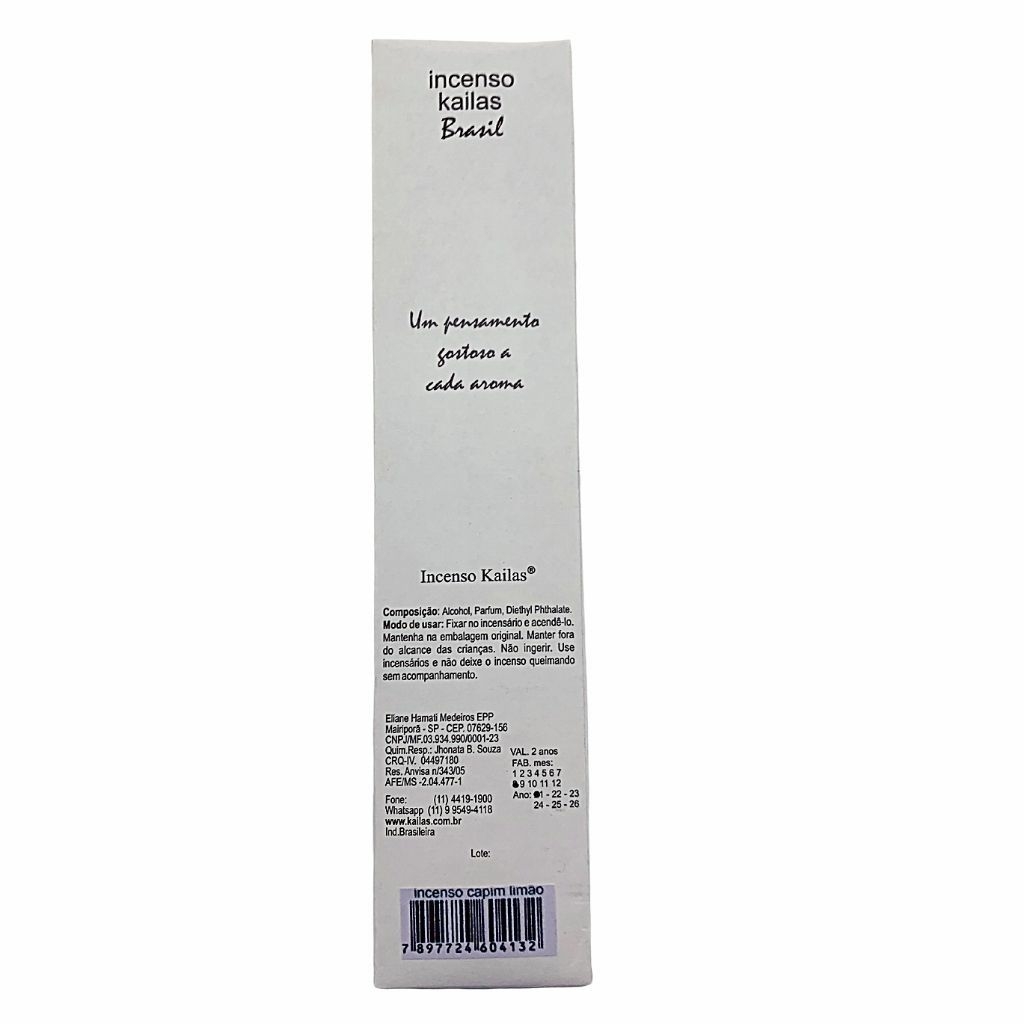 incenso
kailas
Brasil
Um pensamento
gostoso a
cada aroma
Incenso Kailas®
Composição: Alcohol, Parfum, Diethyl Phthalate.
Modo de usar: Fixar no incensário e acendê-lo.
Mantenha na embalagem original. Manter fora
do alcance das crianças. Não ingerir. Use
incensários e não deixe o incenso queimando
sem acompanhamento.
Eliane Hamati Medeiros EPP
Mairiporã - SP - CEP. 07629-156
CNPJ/MF.03.934.990/0001-23
Quim.Resp.: Jhonata B. Souza
CRQ-IV. 04497180
Res. Anvisa n/343/05
AFE/MS -2.04.477-1
VAL. 2 anos
FAB. mes:
1 2 3 4 5 6 7
9 10 11 12
Ano: 1 - 22 - 23
24 - 25 - 26
Fone: (11) 4419-1900
Whatsapp (11) 9 9549-4118
www.kailas.com.br
Ind.Brasileira
Lote:
incenso capim limão
7 897724 604132